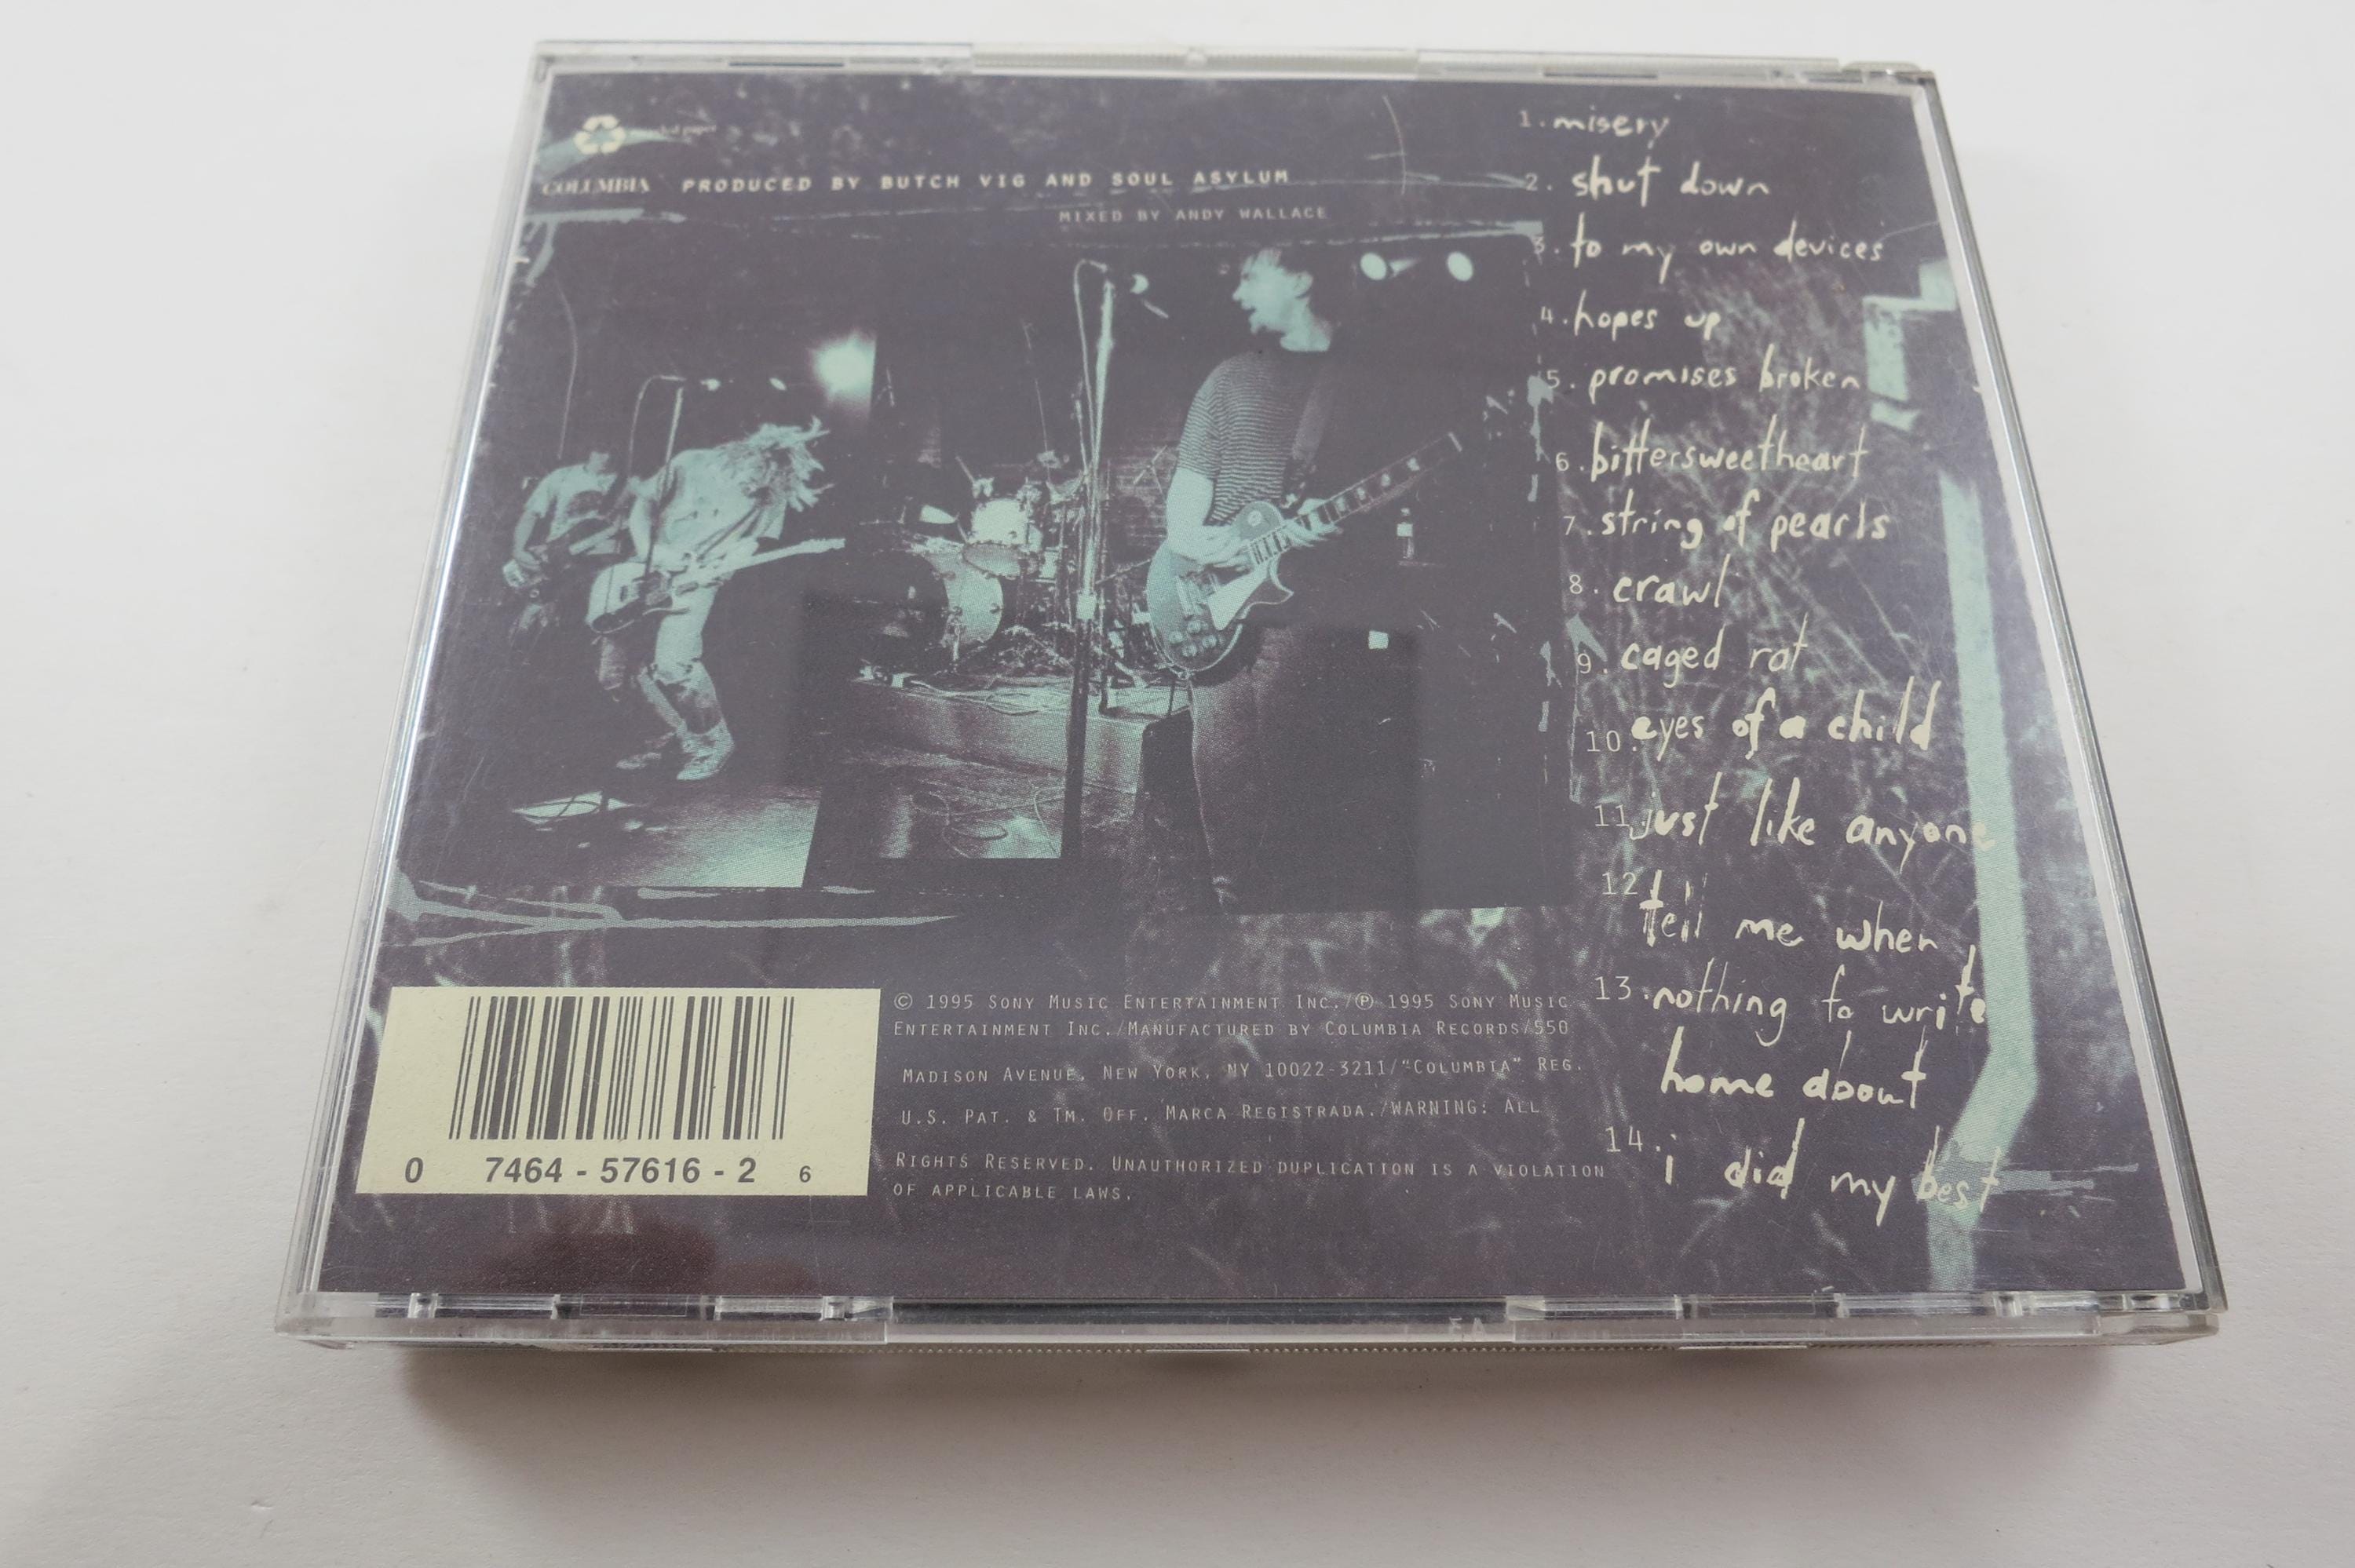 COLUMBIA PRODUCED BY BUTCH VIG AND SOUL ASYLUM
MIXED BY ANDY WALLACE
1. misery
2. shut down
3. to my own devices
4. hopes up
5. promises broken
6. bittersweetheart
7. string of pearls
8. crawl
9. caged rat
10. eyes of a child
11. just like anyone
12. tell me when
13. nothing to write
home about
14. i did my best
© 1995 SONY MUSIC ENTERTAINMENT INC./℗ 1995 SONY MUSIC
ENTERTAINMENT INC./MANUFACTURED BY COLUMBIA RECORDS/550
MADISON AVENUE, NEW YORK, NY 10022-3211/"COLUMBIA" REG.
U.S. PAT. & TM. OFF. MARCA REGISTRADA./WARNING: ALL
RIGHTS RESERVED. UNAUTHORIZED DUPLICATION IS A VIOLATION
OF APPLICABLE LAWS.
0 7464 - 57616 - 2 6